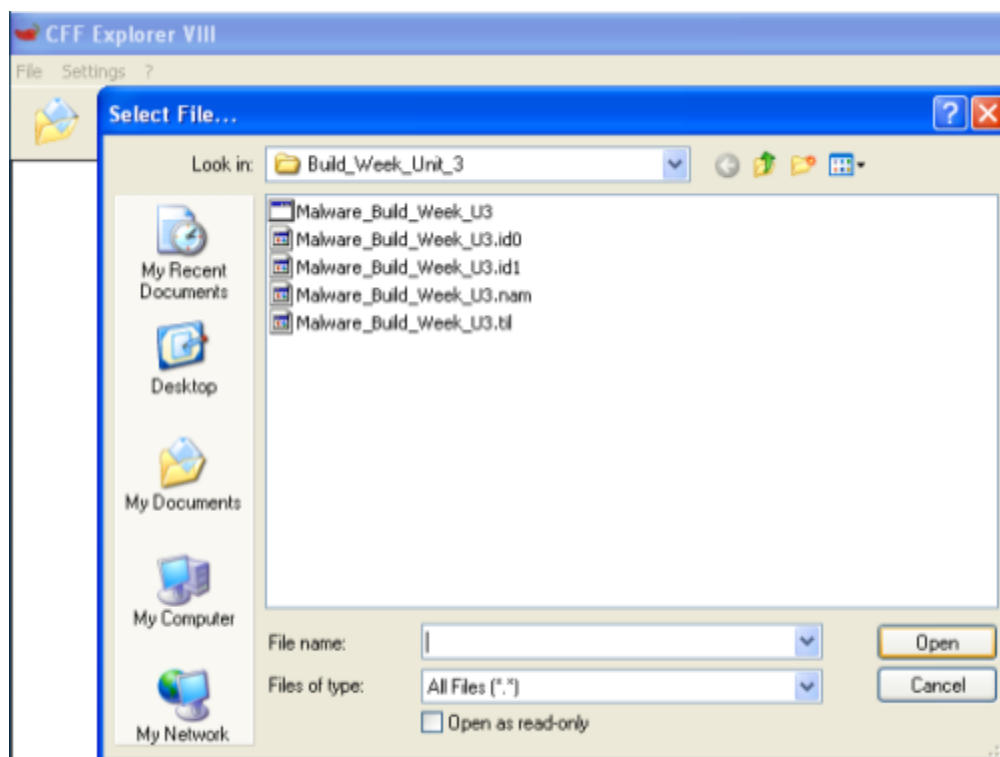 CFF Explorer VIII
File Settings ?
Select File...
Look in: Build_Week_Unit_3
Malware_Build_Week_U3
Malware_Build_Week_U3.id0
Malware_Build_Week_U3.id1
Malware_Build_Week_U3.nam
Malware_Build_Week_U3.til
My Recent
Documents
Desktop
My Documents
My Computer
My Network
File name:
Open
Files of type: All Files (*.*)
Cancel
Open as read-only